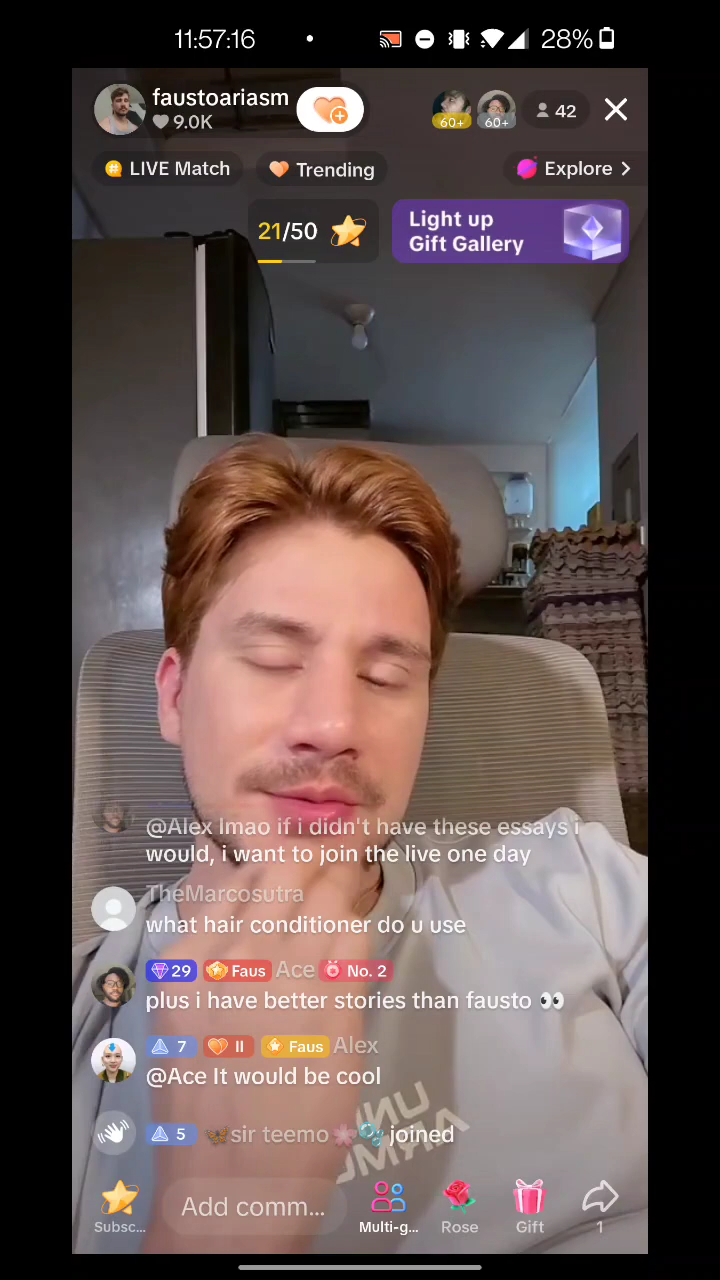 11:57:16
28%
faustoariasm
9.0K
60+
60+
42
LIVE Match
Trending
Explore
21/50
Light up
Gift Gallery
@Alex lmao if i didn't have these essays i
would, i want to join the live one day
TheMarcosutra
what hair conditioner do u use
29 Faus Ace No. 2
plus i have better stories than fausto 👀
7 II Faus Alex
@Ace It would be cool
5 🦋sir teemo🌸🫧 joined
Subsc...
Add comm...
Multi-g...
Rose
Gift
1